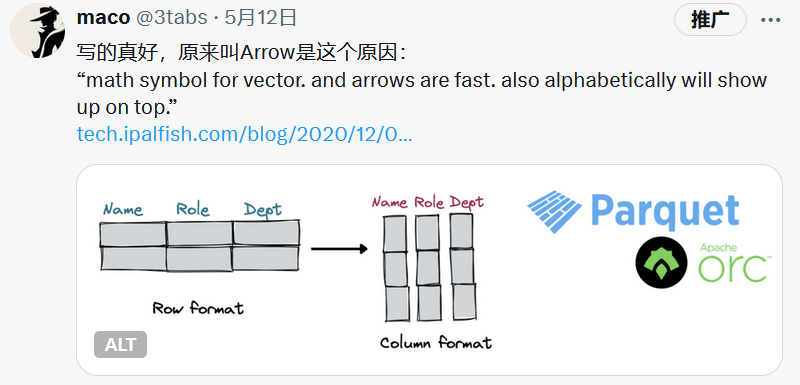 maco @3tabs · 5月12日
推广
写的真好，原来叫Arrow是这个原因：
“math symbol for vector. and arrows are fast. also alphabetically will show
up on top.”
tech.ipalfish.com/blog/2020/12/0...
Name Role Dept
Row format
Name Role Dept
Column format
Parquet
Apache
orc™
ALT